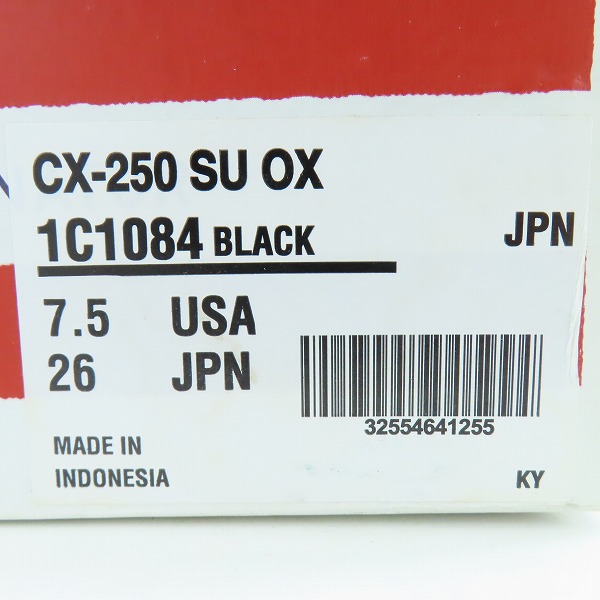 CX-250 SU OX
1C1084 BLACK JPN
7.5 USA
26 JPN
32554641255
MADE IN
INDONESIA
KY